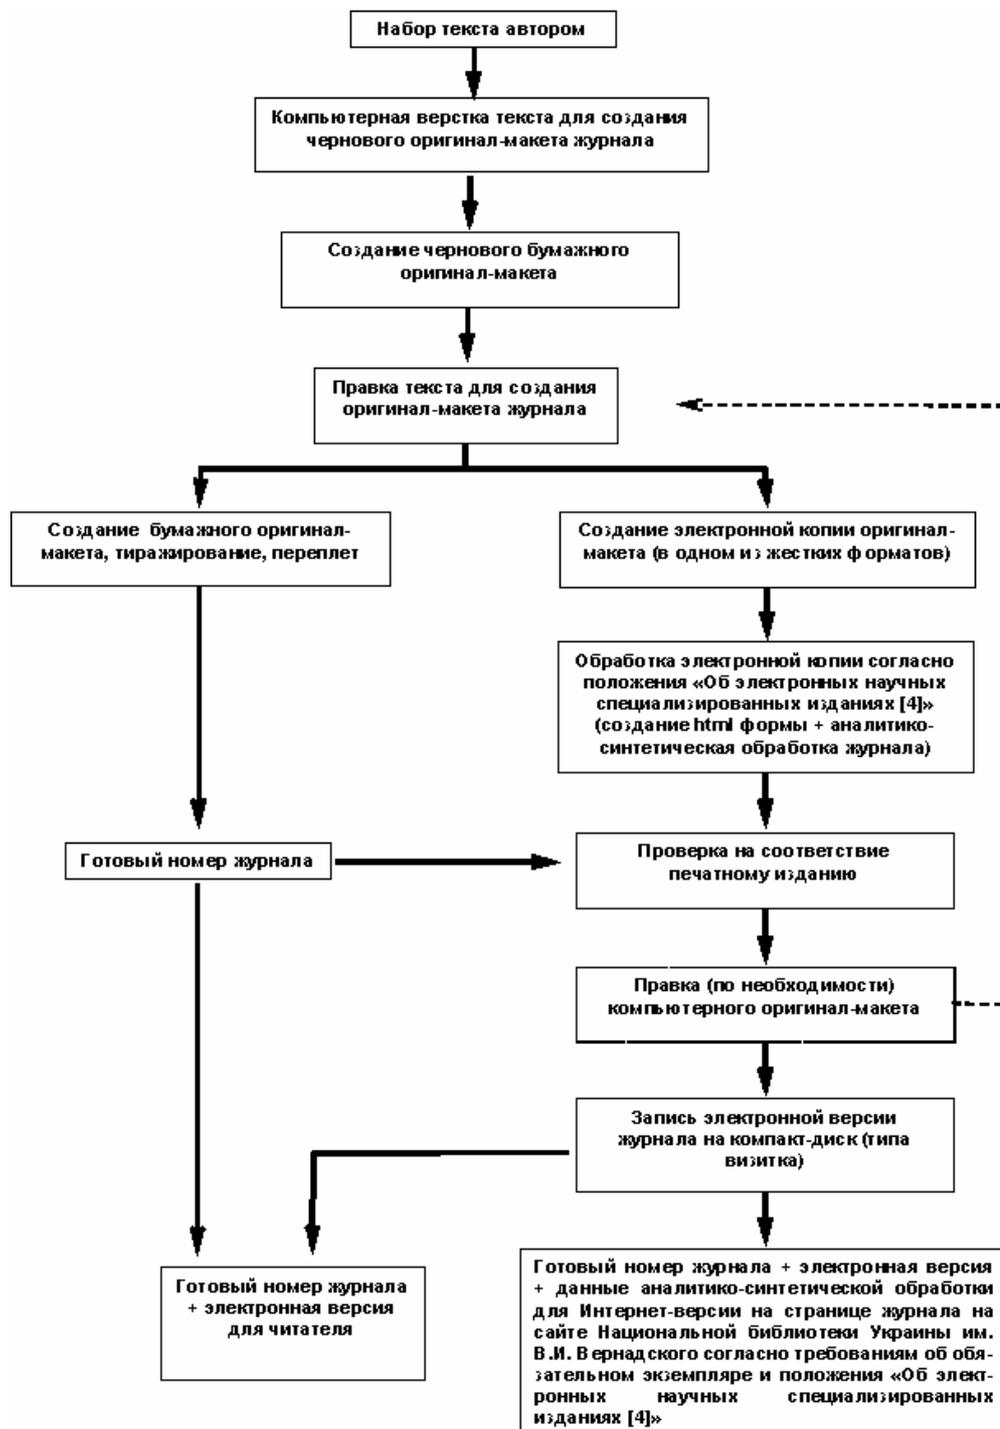 Набор текста автором
Компьютерная верстка текста для создания
чернового оригинал-макета журнала
Создание чернового бумажного
оригинал-макета
Правка текста для создания
оригинал-макета журнала
Создание бумажного оригинал-
макета, тиражирование, переплет
Создание электронной копии оригинал-
макета (в одном из жестких форматов)
Обработка электронной копии согласно
положения «Об электронных научных
специализированных изданиях [4]»
(создание html формы + аналитико-
синтетическая обработка журнала)
Готовый номер журнала
Проверка на соответствие
печатному изданию
Правка (по необходимости)
компьютерного оригинал-макета
Запись электронной версии
журнала на компакт-диск (типа
визитка)
Готовый номер журнала
+ электронная версия
для читателя
Готовый номер журнала + электронная версия
+ данные аналитико-синтетической обработки
для Интернет-версии на странице журнала на
сайте Национальной библиотеки Украины им.
В.И. Вернадского согласно требованиям об обя-
зательном экземпляре и положения «Об элект-
ронных научных специализированных
изданиях [4]»